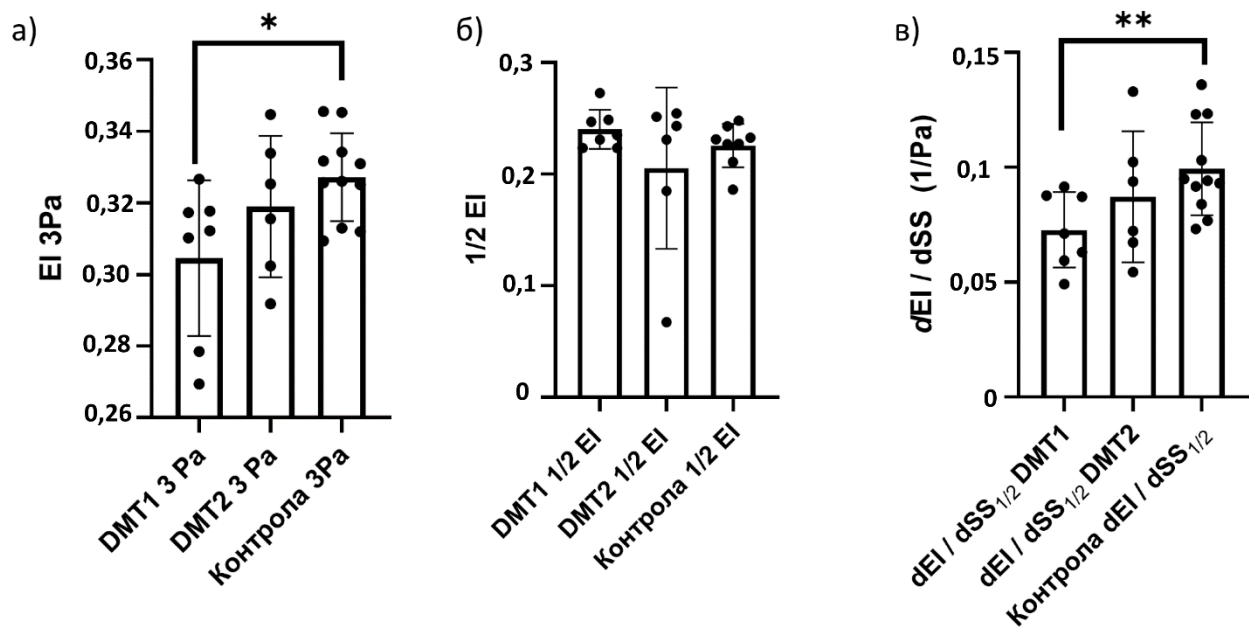 а)
*
EI 3Pa
0,36
0,34
0,32
0,30
0,28
0,26
DMT1 3 Pa
DMT2 3 Pa
Контрола 3Pa
б)
1/2 EI
0,3
0,2
0,1
0
DMT1 1/2 EI
DMT2 1/2 EI
Контрола 1/2 EI
в)
**
dEI / dSS (1/Pa)
0,15
0,1
0,05
0
dEI / dSS1/2 DMT1
dEI / dSS1/2 DMT2
Контрола dEI / dSS1/2